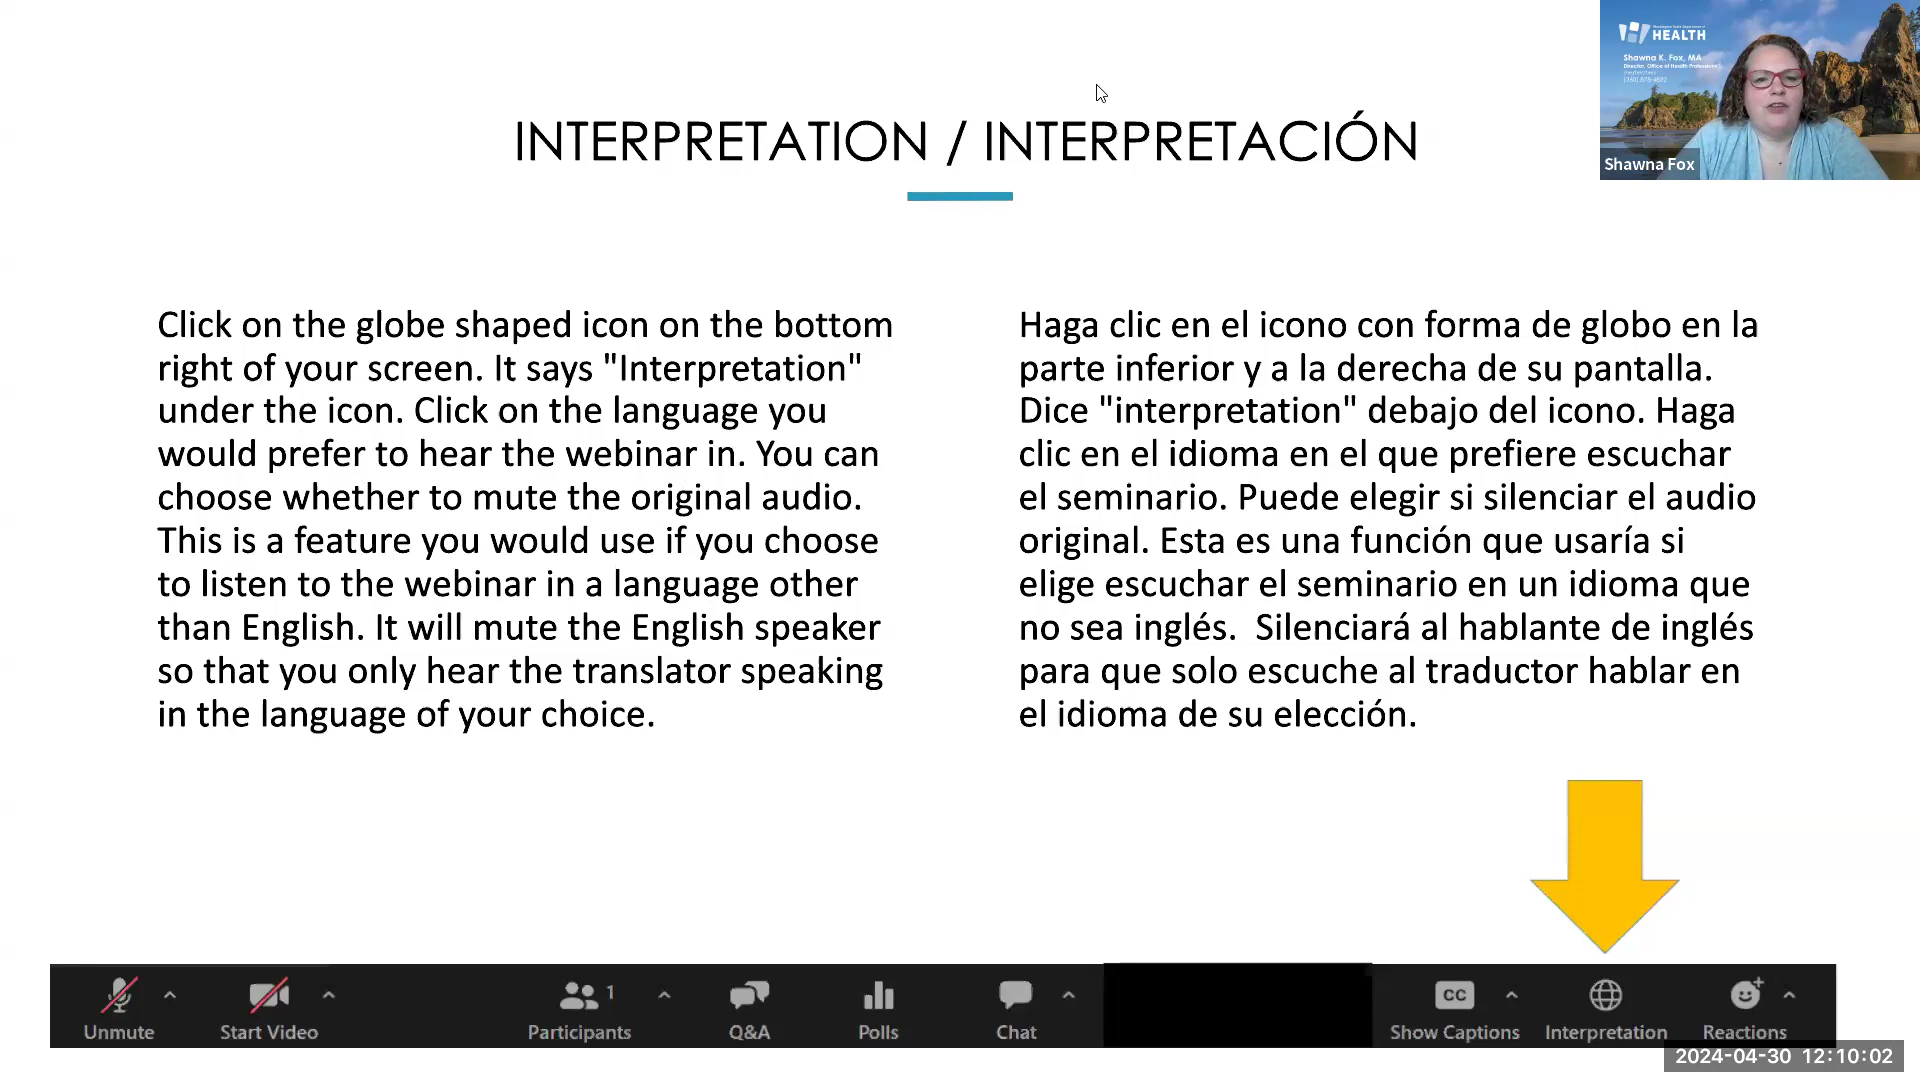 INTERPRETATION / INTERPRETACIÓN
HEALTH
Shawna K. Fox, MA
Shawna Fox
Click on the globe shaped icon on the bottom
right of your screen. It says "Interpretation"
under the icon. Click on the language you
would prefer to hear the webinar in. You can
choose whether to mute the original audio.
This is a feature you would use if you choose
to listen to the webinar in a language other
than English. It will mute the English speaker
so that you only hear the translator speaking
in the language of your choice.
Haga clic en el icono con forma de globo en la
parte inferior y a la derecha de su pantalla.
Dice "interpretation" debajo del icono. Haga
clic en el idioma en el que prefiere escuchar
el seminario. Puede elegir si silenciar el audio
original. Esta es una función que usaría si
elige escuchar el seminario en un idioma que
no sea inglés.  Silenciará al hablante de inglés
para que solo escuche al traductor hablar en
el idioma de su elección.
1
CC
Unmute
Start Video
Participants
Q&A
Polls
Chat
Show Captions
Interpretation
Reactions
2024-04-30 12:10:02